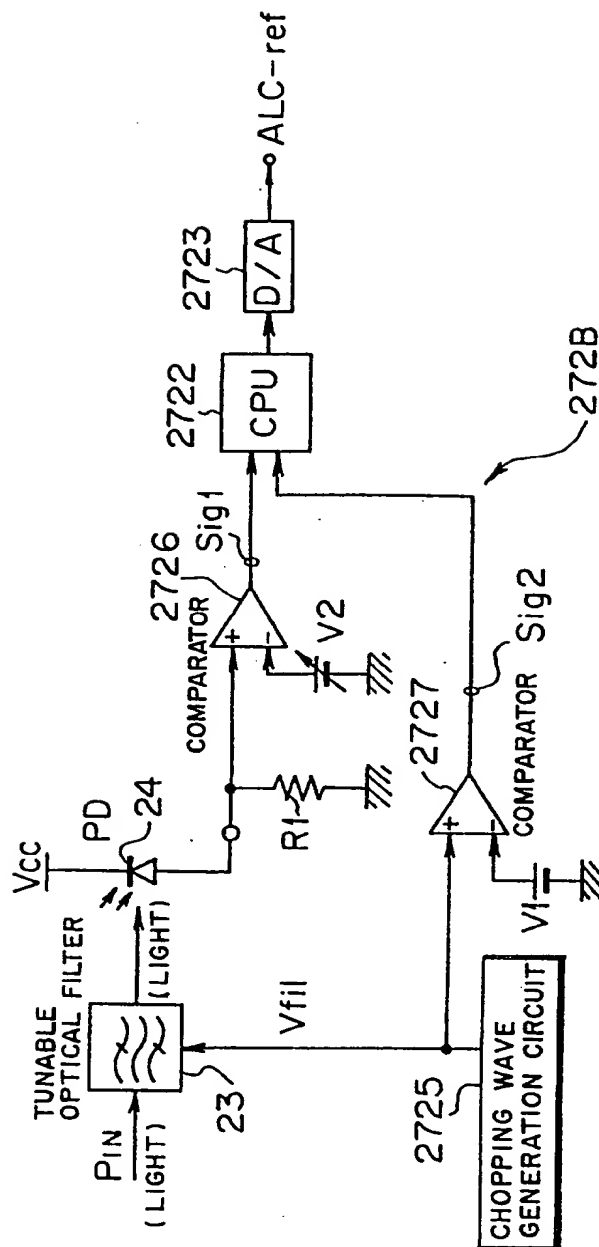 TUNABLE
OPTICAL FILTER
PIN
(LIGHT)
23
(LIGHT)
Vcc
PD
24
R1
COMPARATOR
2726
+
-
V2
Sig1
2722
CPU
2723
D/A
ALC-ref
Vfil
2725
CHOPPING WAVE
GENERATION CIRCUIT
V1
2727
+
-
COMPARATOR
Sig2
272B